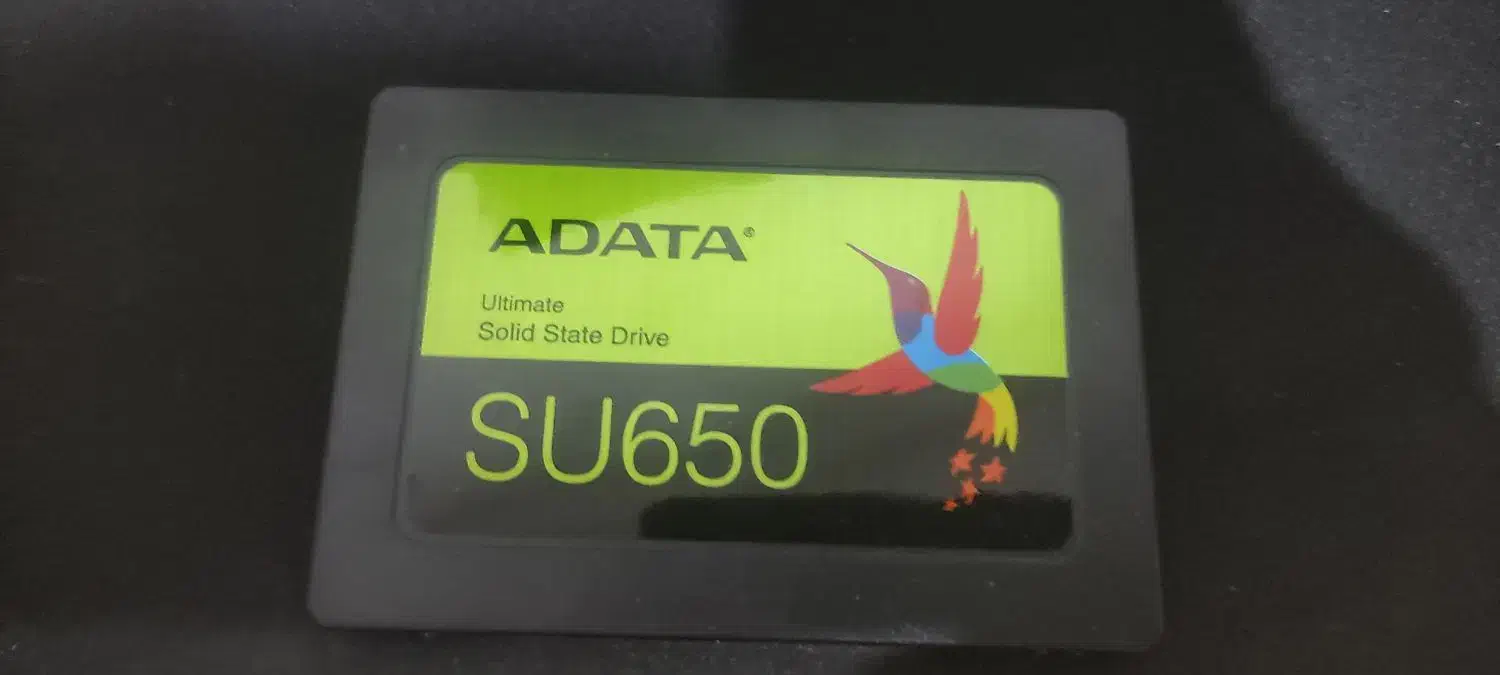 ADATA®
Ultimate
Solid State Drive
SU650